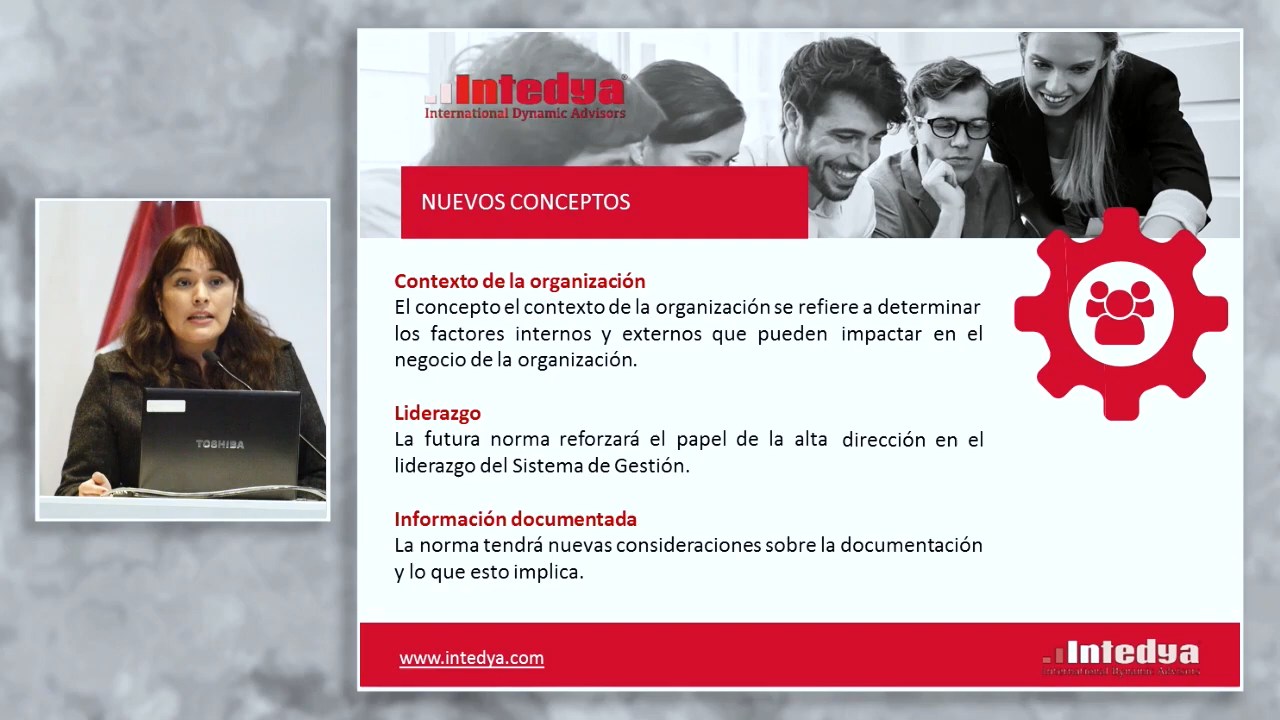 Intedya
International Dynamic Advisors
NUEVOS CONCEPTOS
Contexto de la organización
El concepto el contexto de la organización se refiere a determinar
los factores internos y externos que pueden impactar en el
negocio de la organización.
Liderazgo
La futura norma reforzará el papel de la alta dirección en el
liderazgo del Sistema de Gestión.
Información documentada
La norma tendrá nuevas consideraciones sobre la documentación
y lo que esto implica.
TOSHIBA
www.intedya.com
Intedya
International Dynamic Advisors